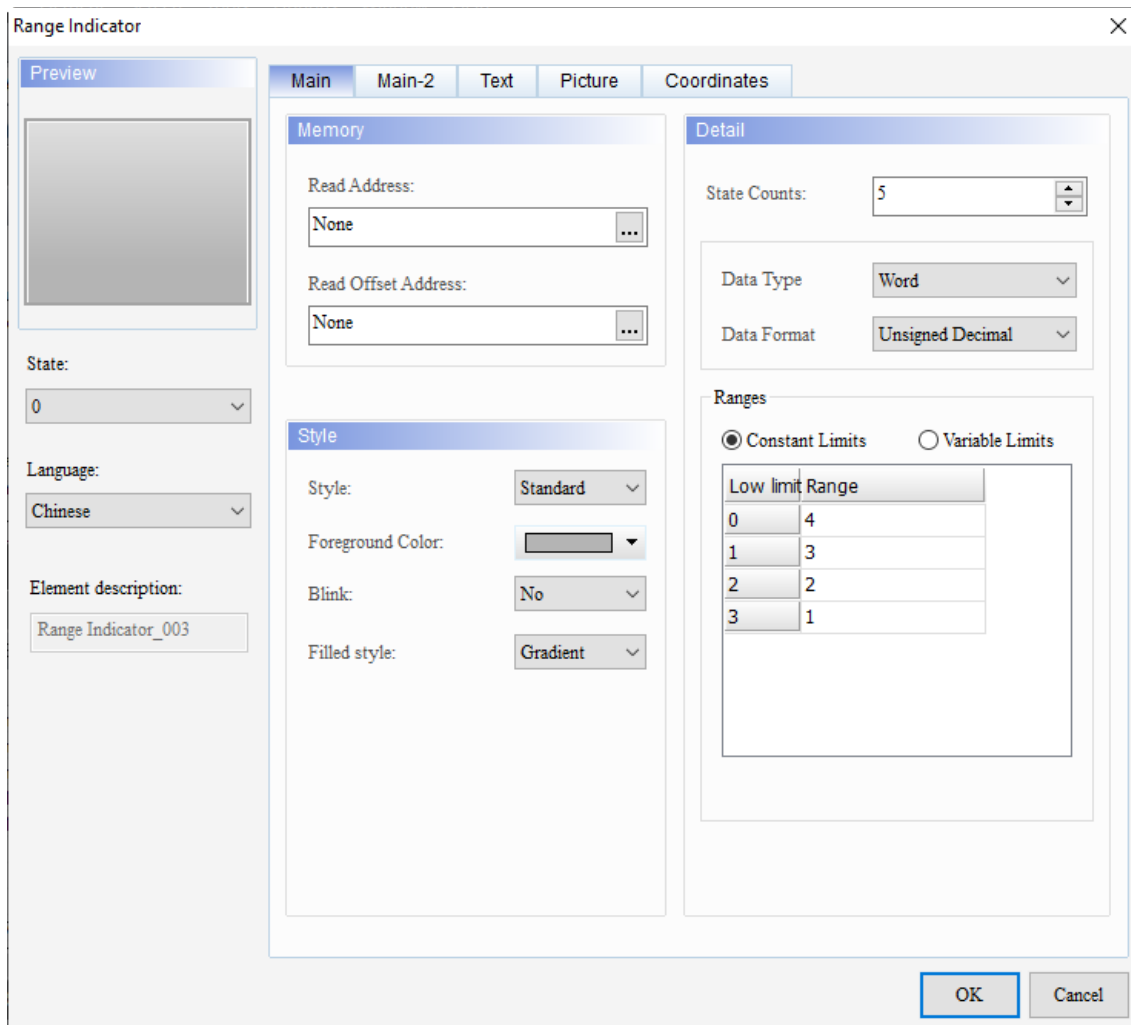 Range Indicator
Preview
State:
0
Language:
Chinese
Element description:
Range Indicator_003
Main Main-2 Text Picture Coordinates
Memory
Read Address:
None ...
Read Offset Address:
None ...
Style
Style: Standard
Foreground Color:
Blink: No
Filled style: Gradient
Detail
State Counts: 5
Data Type Word
Data Format Unsigned Decimal
Ranges
Constant Limits Variable Limits
Low limit Range
0 4
1 3
2 2
3 1
OK Cancel